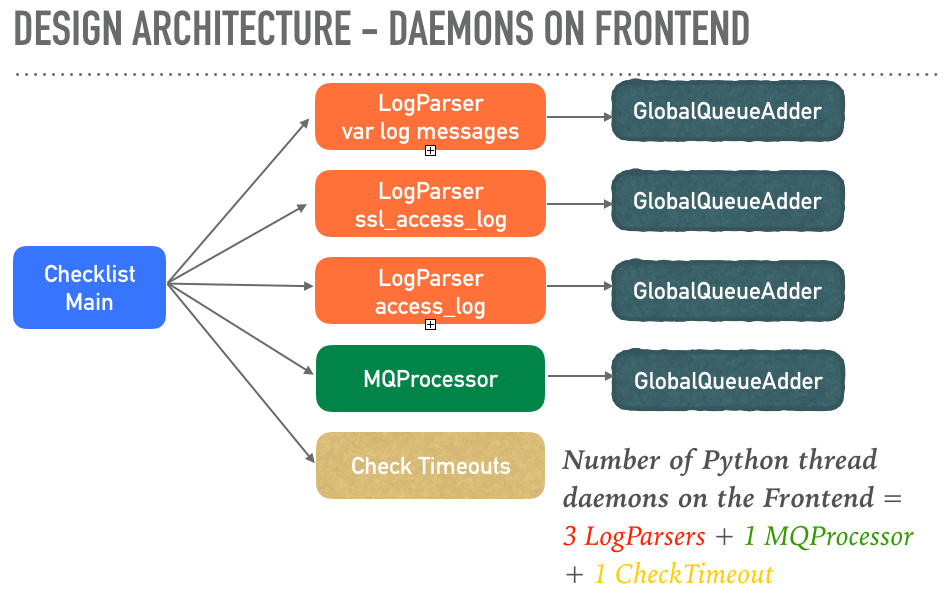 DESIGN ARCHITECTURE – DAEMONS ON FRONTEND
LogParser
var log messages
GlobalQueueAdder
LogParser
ssl_access_log
GlobalQueueAdder
Checklist
Main
LogParser
access_log
GlobalQueueAdder
MQProcessor
GlobalQueueAdder
Check Timeouts
Number of Python thread
daemons on the Frontend =
3 LogParsers + 1 MQProcessor
+ 1 CheckTimeout